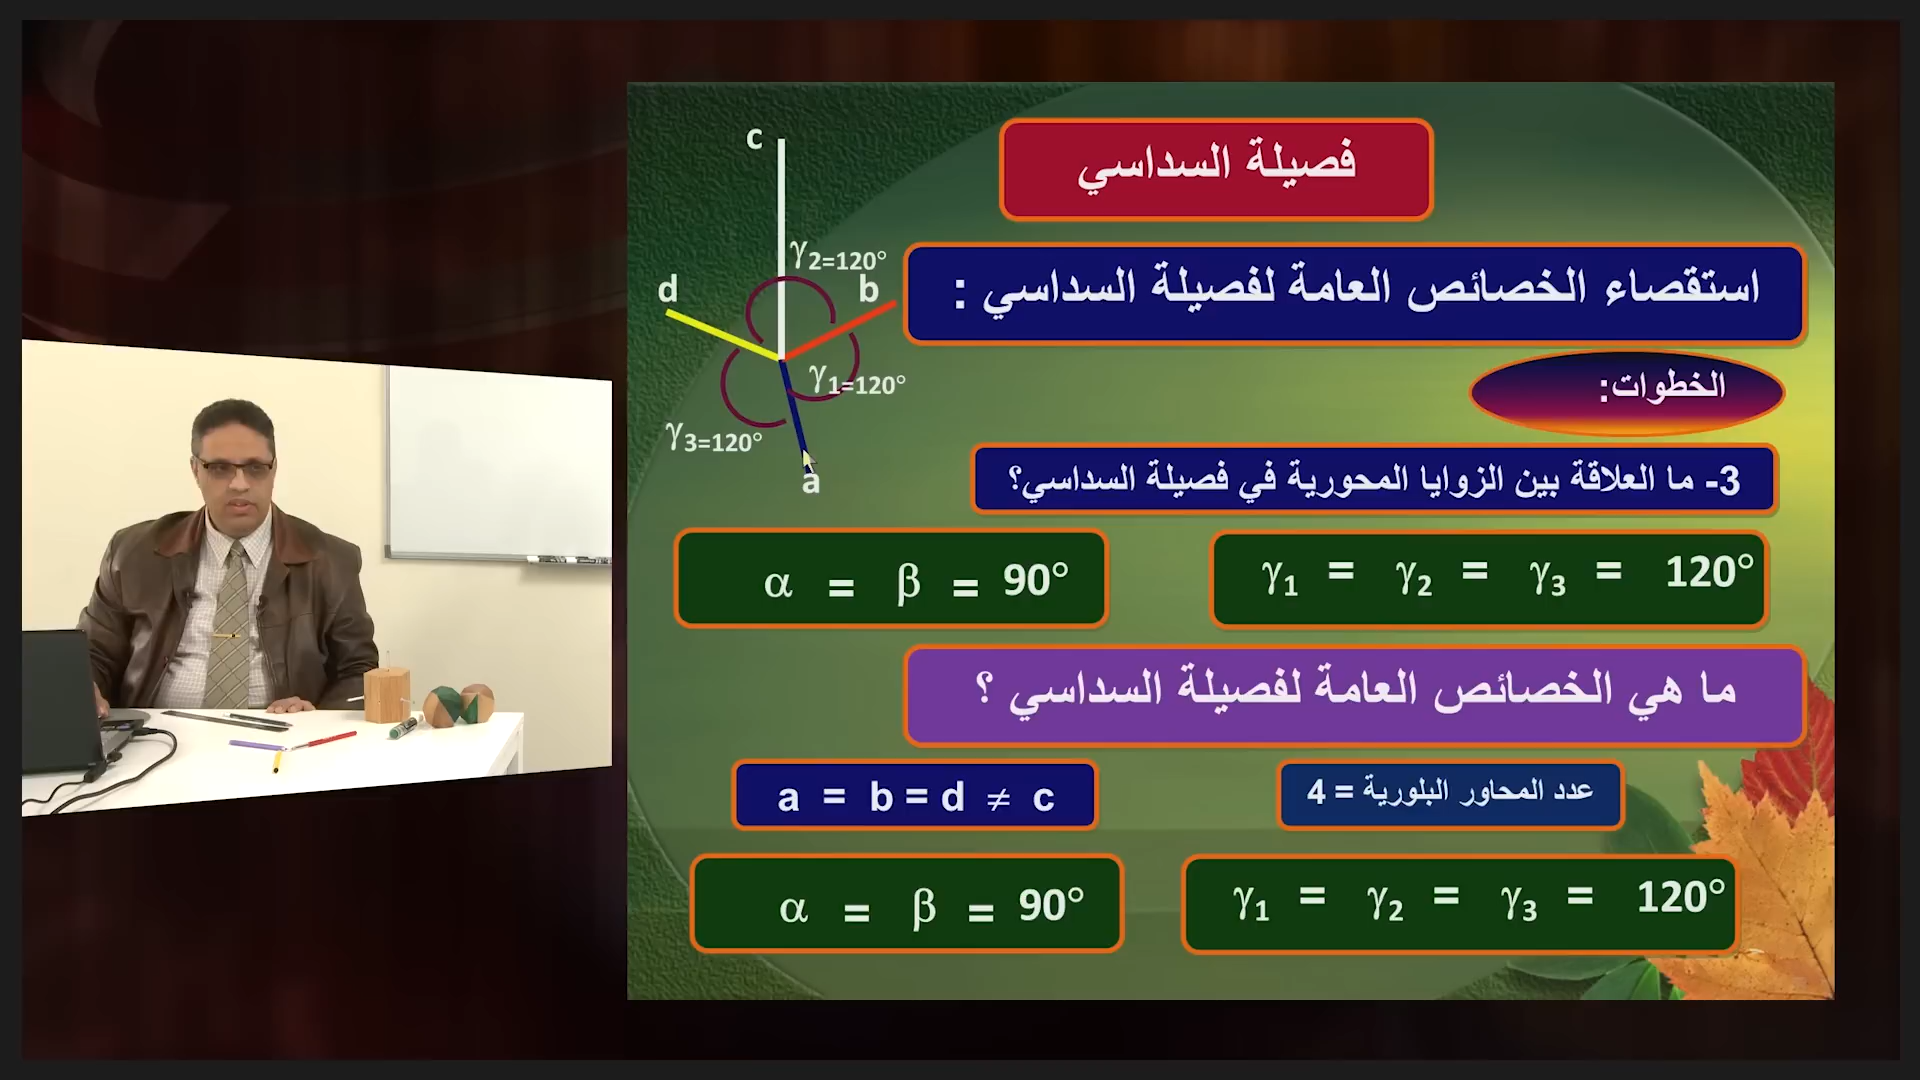 فصيلة السداسي
استقصاء الخصائص العامة لفصيلة السداسي :
الخطوات:
c
γ2=120°
d
b
γ1=120°
γ3=120°
a
3- ما العلاقة بين الزوايا المحورية في فصيلة السداسي؟
γ1 = γ2 = γ3 = 120°
α = β = 90°
ما هي الخصائص العامة لفصيلة السداسي ؟
عدد المحاور البلورية = 4
a = b = d ≠ c
γ1 = γ2 = γ3 = 120°
α = β = 90°